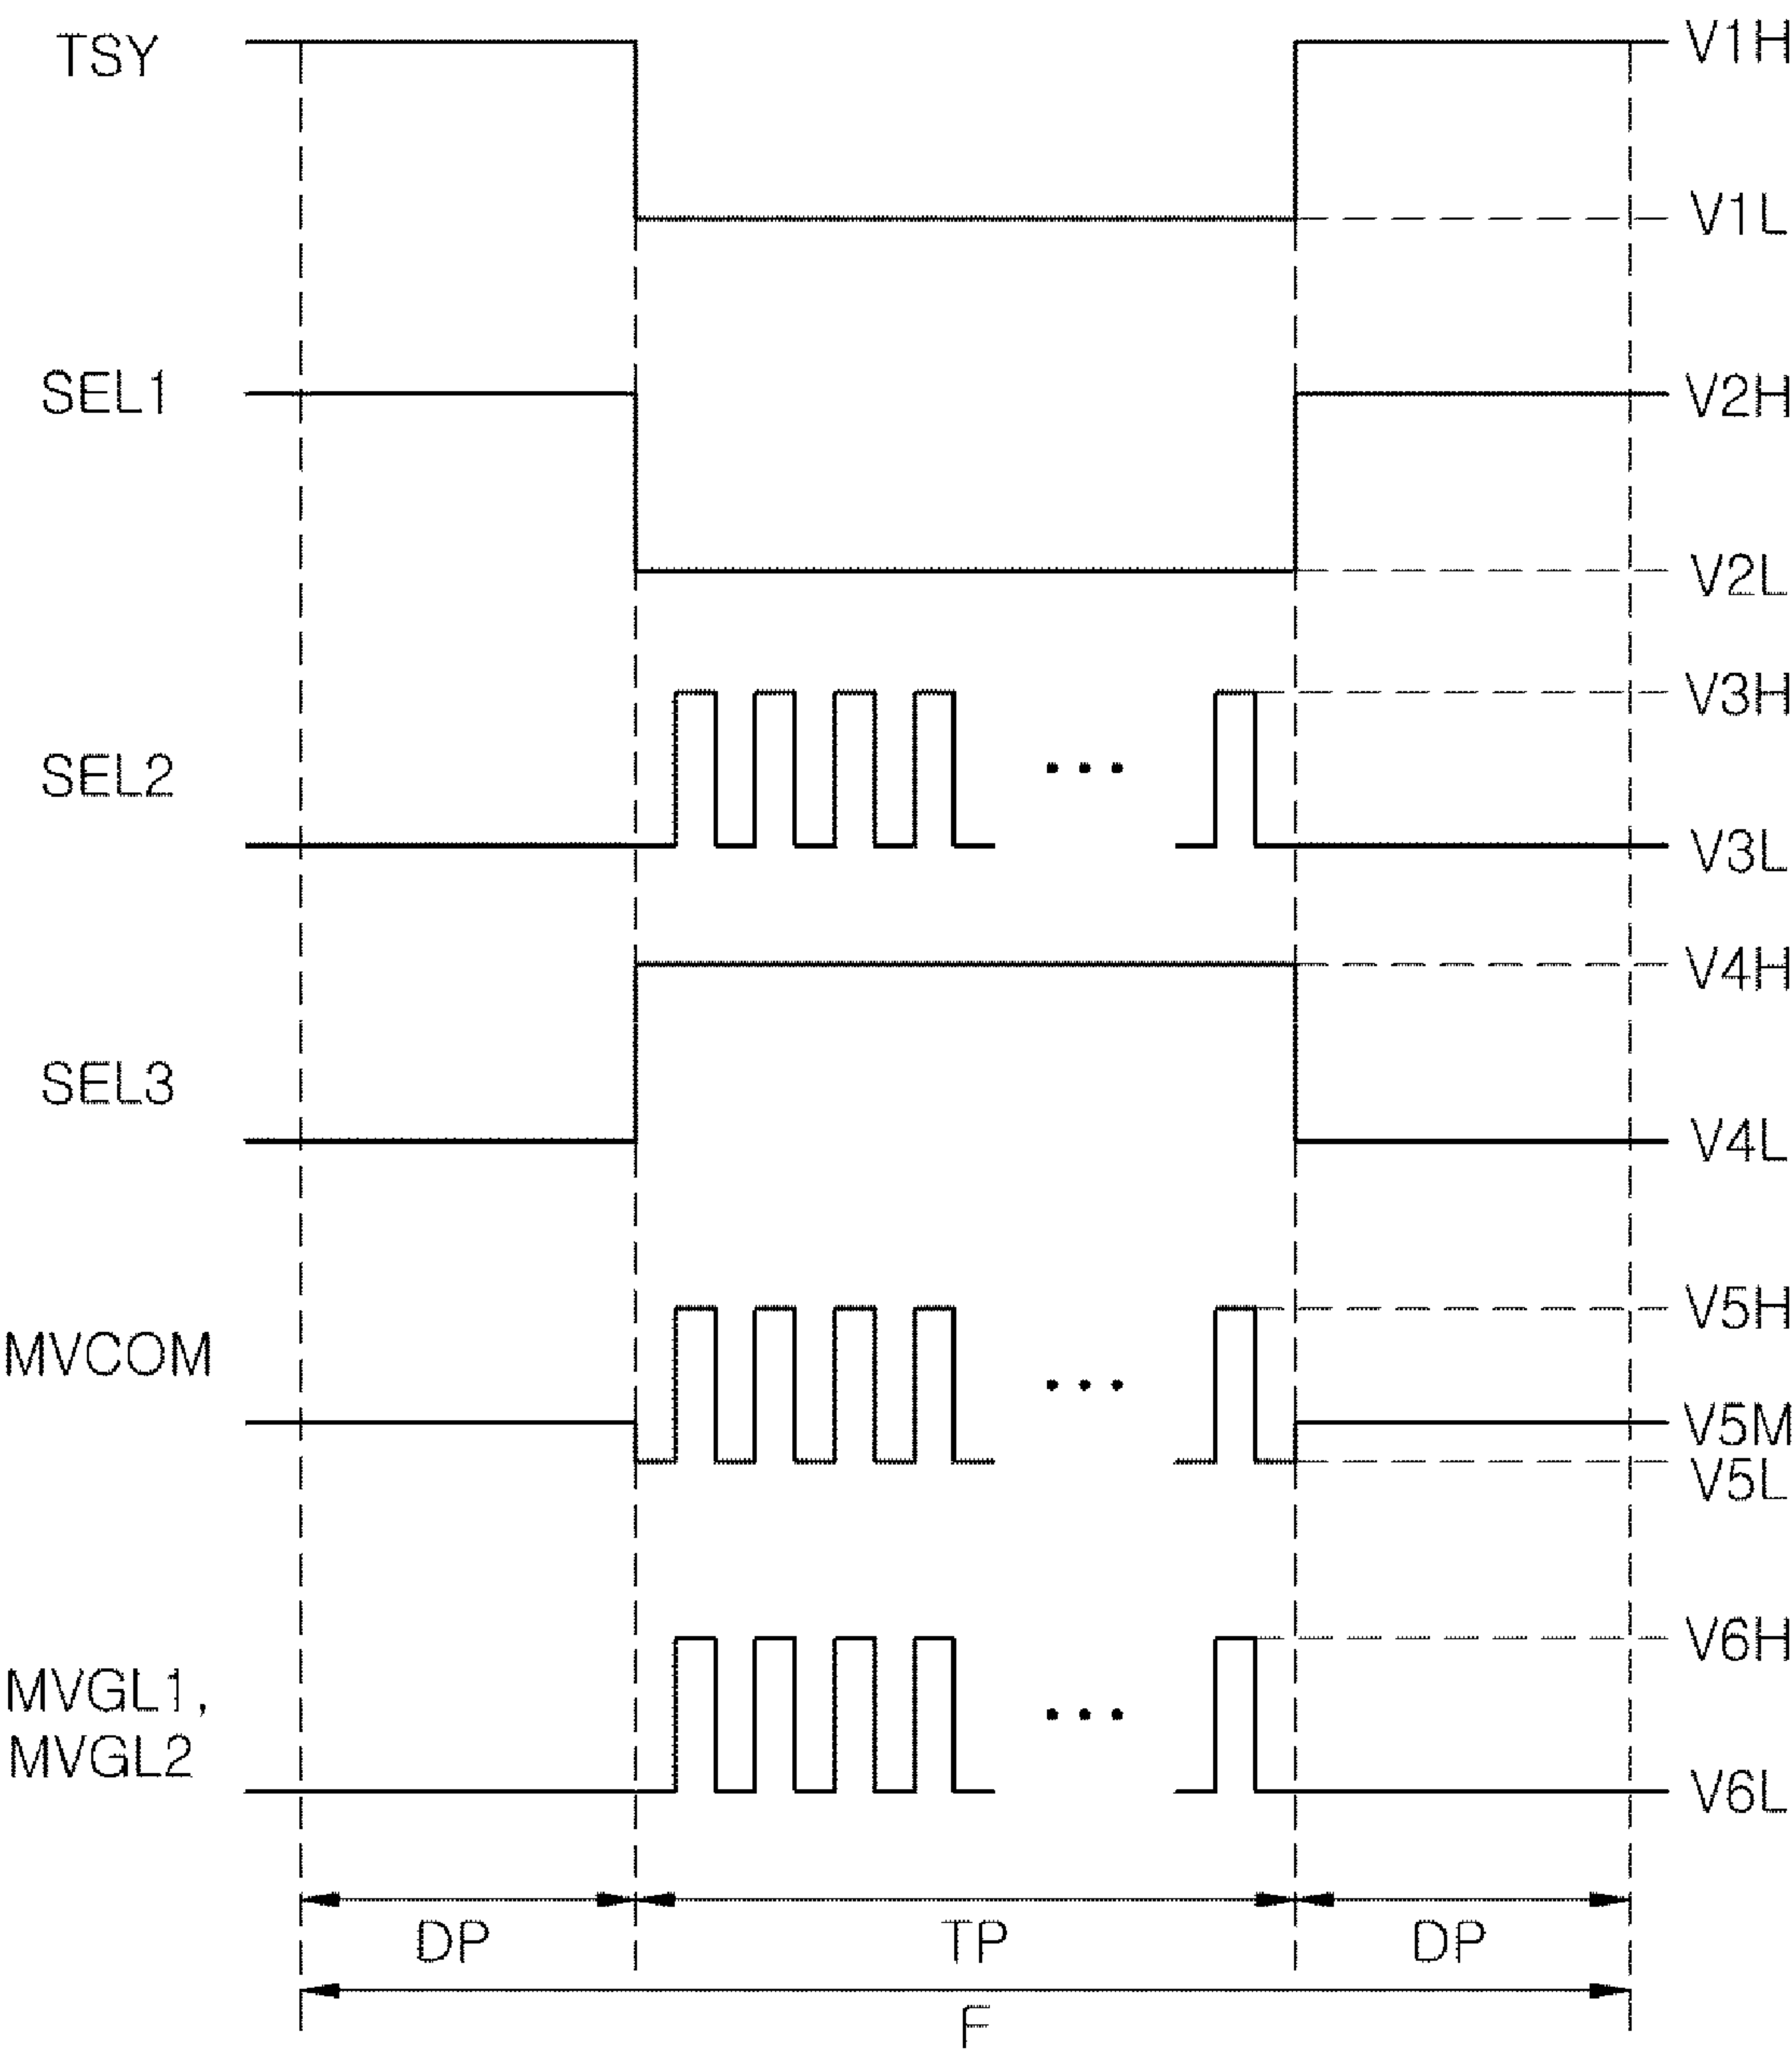 TSY
V1H
V1L
SEL1
V2H
V2L
V3H
SEL2
V3L
V4H
SEL3
V4L
V5H
MVCOM
V5M
V5L
V6H
MVGL1,
MVGL2
V6L
DP
TP
DP
F